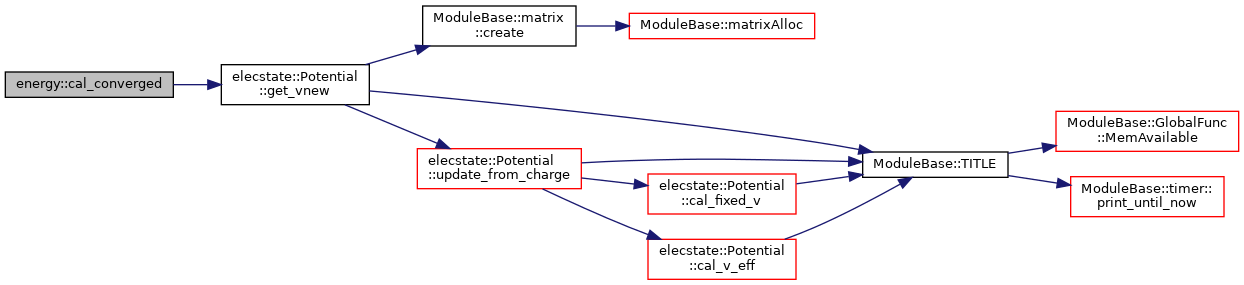 energy::cal_converged
elecstate::Potential
::get_vnew
ModuleBase::matrix
::create
ModuleBase::matrixAlloc
elecstate::Potential
::update_from_charge
elecstate::Potential
::cal_fixed_v
elecstate::Potential
::cal_v_eff
ModuleBase::TITLE
ModuleBase::GlobalFunc
::MemAvailable
ModuleBase::timer::
print_until_now